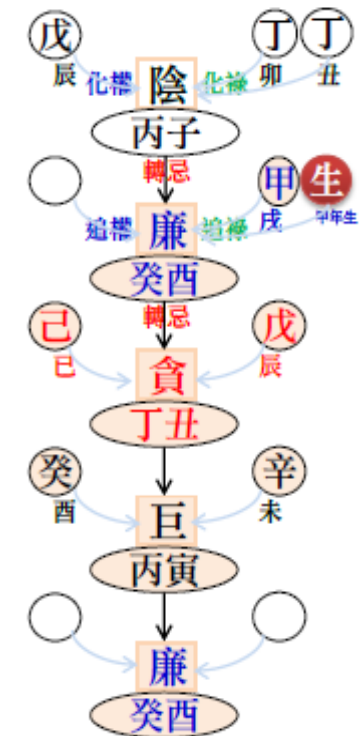 戊 丁 丁
辰 化權 陰 化祿 卯 丑
丙子
轉忌
甲 生
追權 廉 追祿 戌 甲年生
癸酉
轉忌
己 戊
巳 貪 辰
丁丑
癸 辛
酉 巨 未
丙寅
廉
癸酉